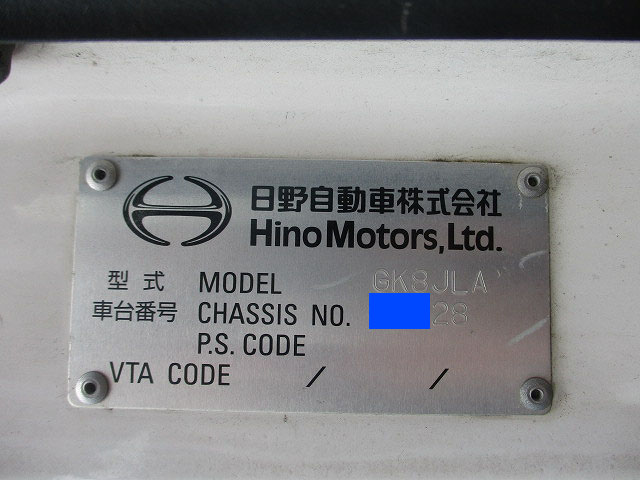 日野自動車株式会社
Hino Motors, Ltd.
型式 MODEL GK8JLA
車台番号 CHASSIS NO. 28
P.S. CODE
VTA CODE / /